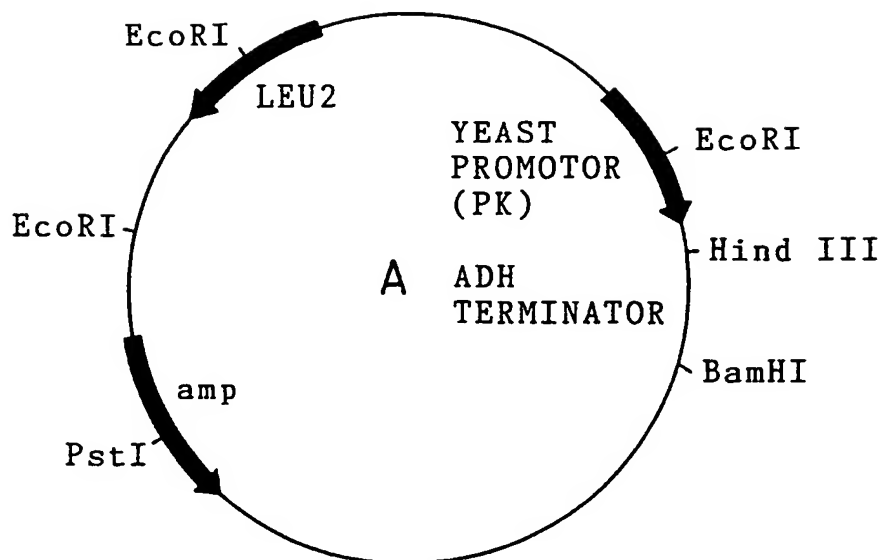 EcoRI
LEU2
YEAST
PROMOTOR
(PK)
EcoRI
EcoRI
Hind III
A
ADH
TERMINATOR
BamHI
amp
PstI